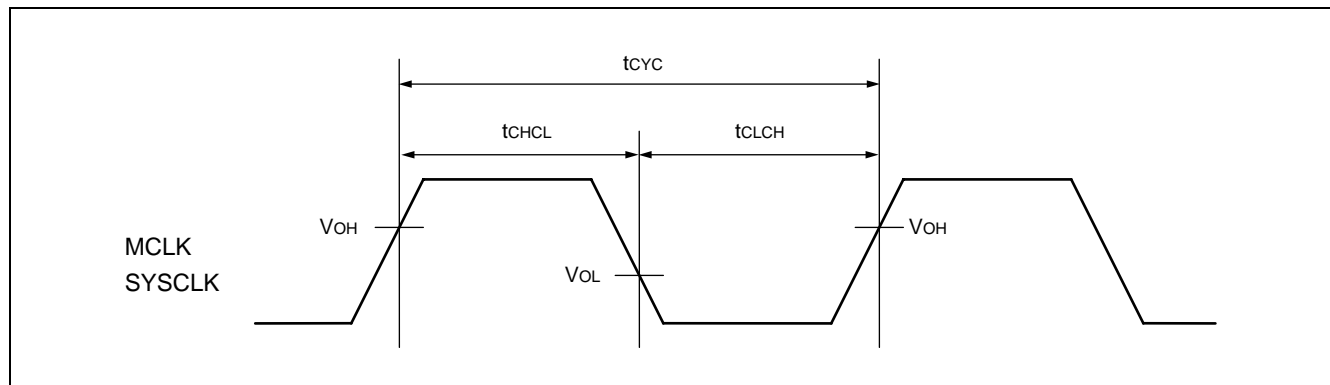 tCYC
tCHCL
tCLCH
VOH
VOH
MCLK
SYSCLK
VOL